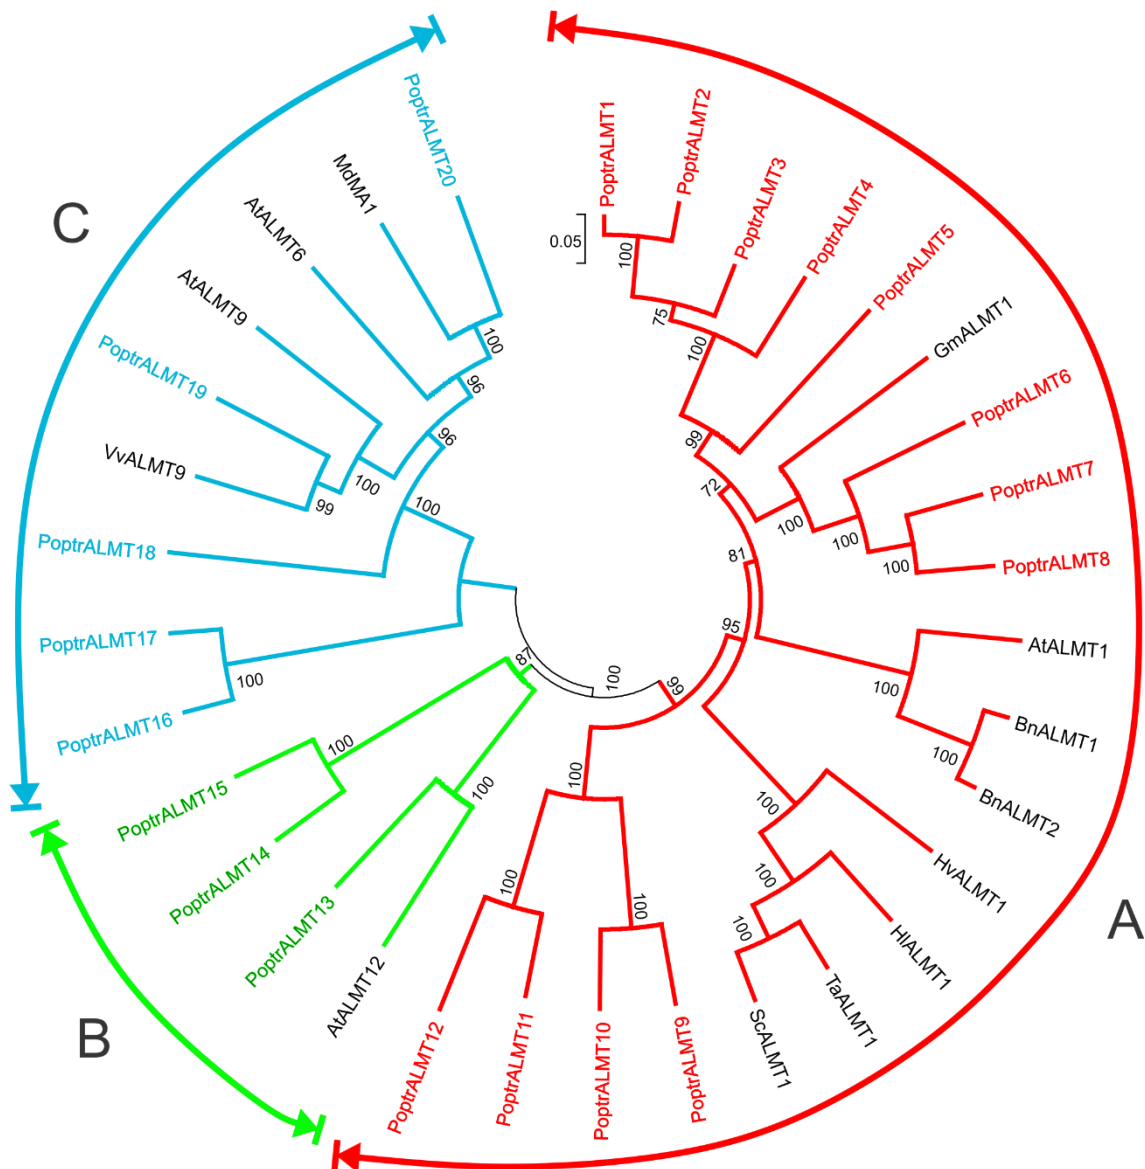 PoptrALMT1
PoptrALMT2
PoptrALMT3
PoptrALMT4
PoptrALMT5
GmALMT1
PoptrALMT6
PoptrALMT7
PoptrALMT8
AtALMT1
BnALMT1
BnALMT2
HvALMT1
HlALMT1
TaALMT1
ScALMT1
PoptrALMT9
PoptrALMT10
PoptrALMT11
PoptrALMT12
AtALMT12
PoptrALMT13
PoptrALMT14
PoptrALMT15
PoptrALMT16
PoptrALMT17
PoptrALMT18
VvALMT9
PoptrALMT19
AtALMT9
AtALMT6
MdMA1
PoptrALMT20
A
B
C
0.05
100
75
100
99
72
100
100
100
81
95
100
100
100
100
100
99
100
100
100
100
87
100
100
100
100
99
100
96
96
100